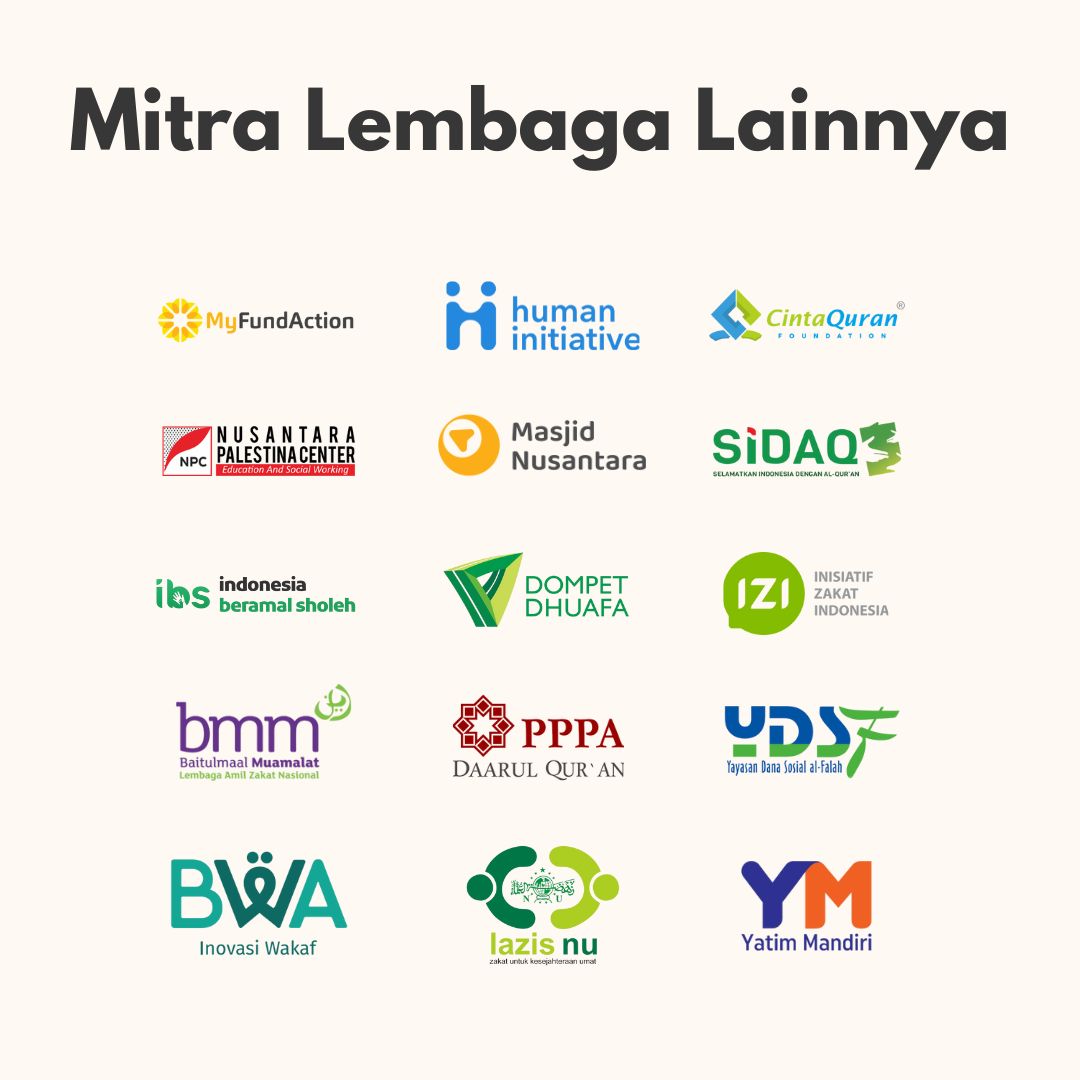 Mitra Lembaga Lainnya
MyFundAction
human
initiative
CintaQuran®
FOUNDATION
NPC
NUSANTARA
PALESTINA CENTER
Education And Social Working
Masjid
Nusantara
SiDAQ
SELAMATKAN INDONESIA DENGAN AL-QUR'AN
ibs
indonesia
beramal sholeh
DOMPET
DHUAFA
IZI
INISIATIF
ZAKAT
INDONESIA
bmm
Baitulmaal Muamalat
Lembaga Amil Zakat Nasional
PPPA
DAARUL QUR`AN
YDSF
Yayasan Dana Sosial al-Falah
BWA
Inovasi Wakaf
N U
lazis nu
zakat untuk kesejahteraan umat
YM
Yatim Mandiri